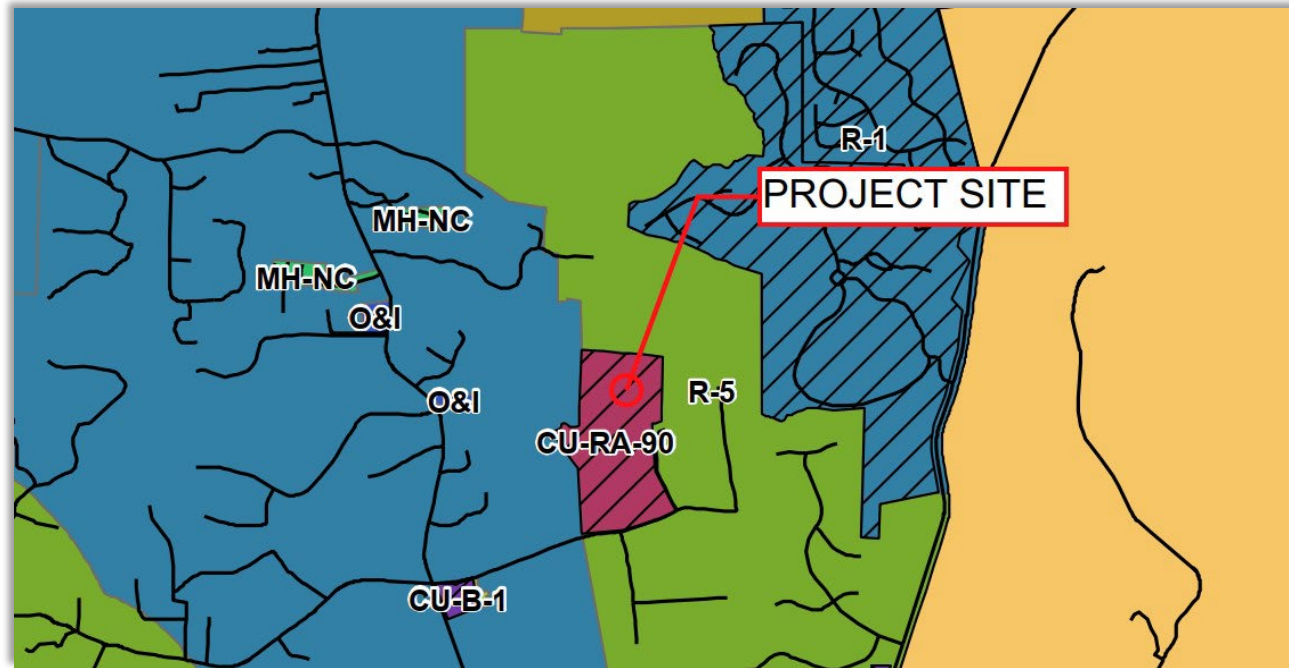 R-1
PROJECT SITE
MH-NC
MH-NC
O&I
R-5
O&I
CU-RA-90
CU-B-1